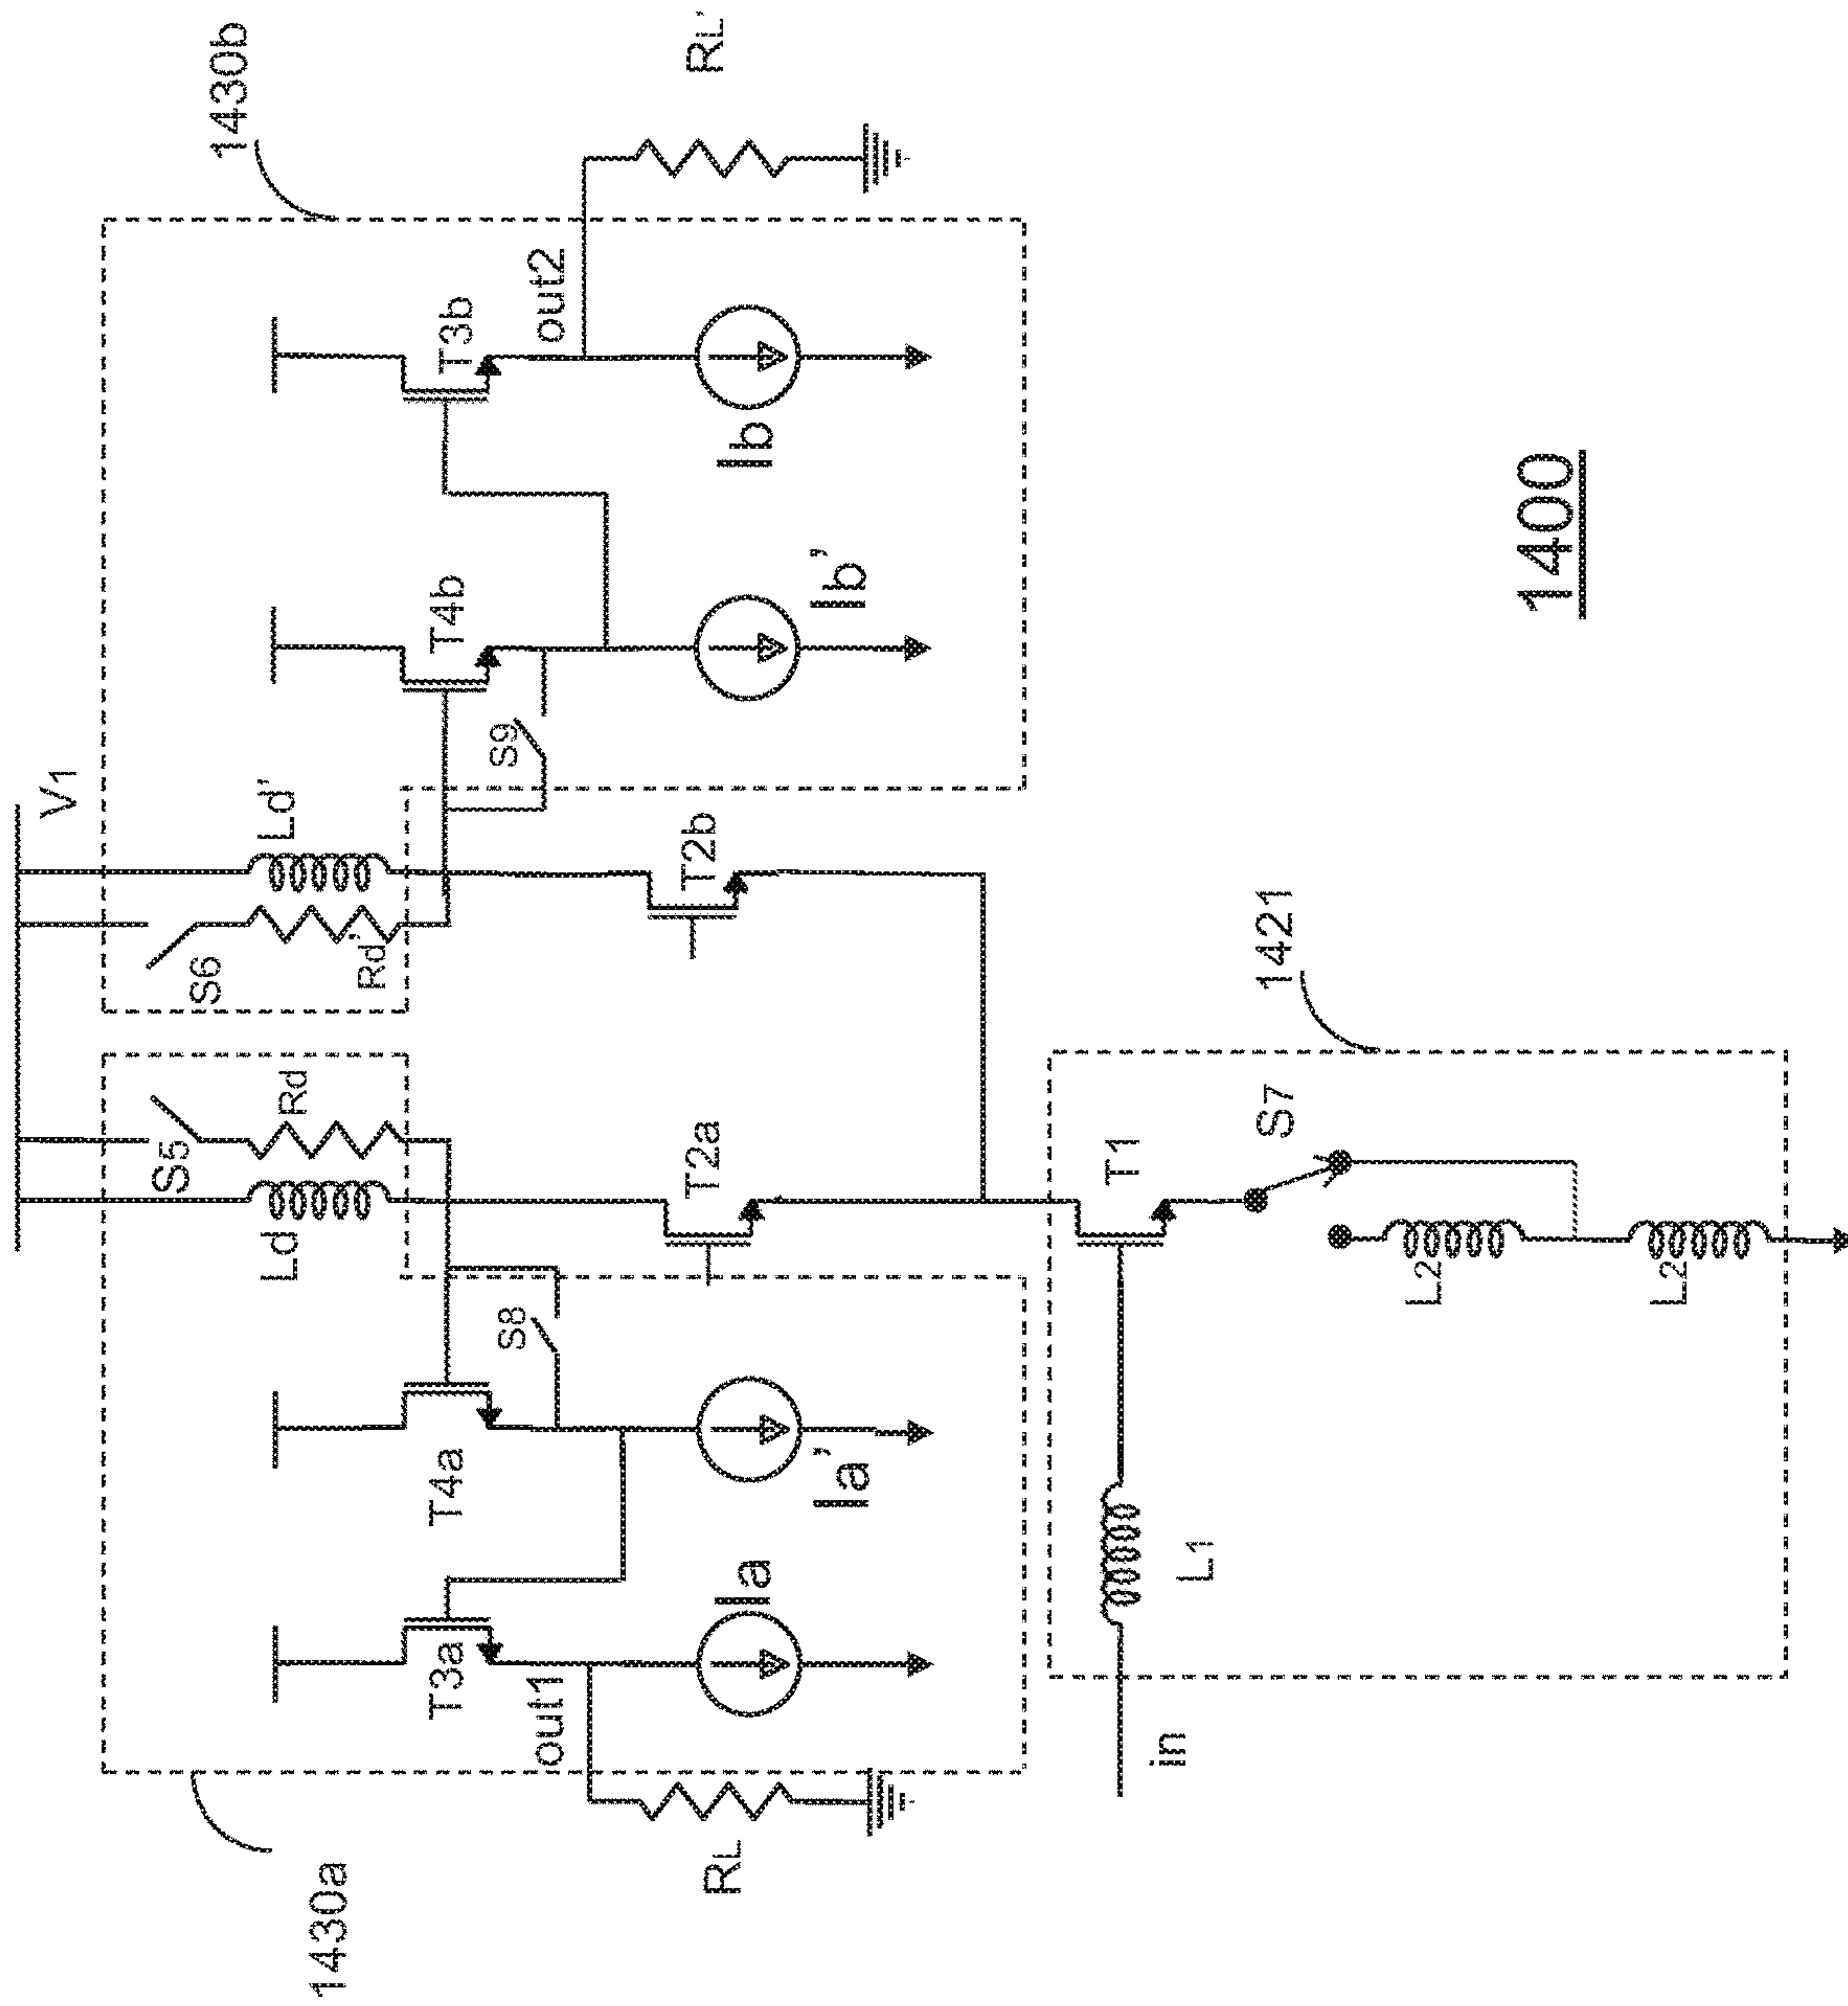 V1
S5
S6
1430b
Ld
Ld'
Rd
1430a
Rd'
T3a
T4a
T4b
T3b
S8
S9
out1
out2
T2a
T2b
RL
RL'
Ia
Ib
Ia'
Ib'
T1
in
L1
S7
1421
L2
1400
L2